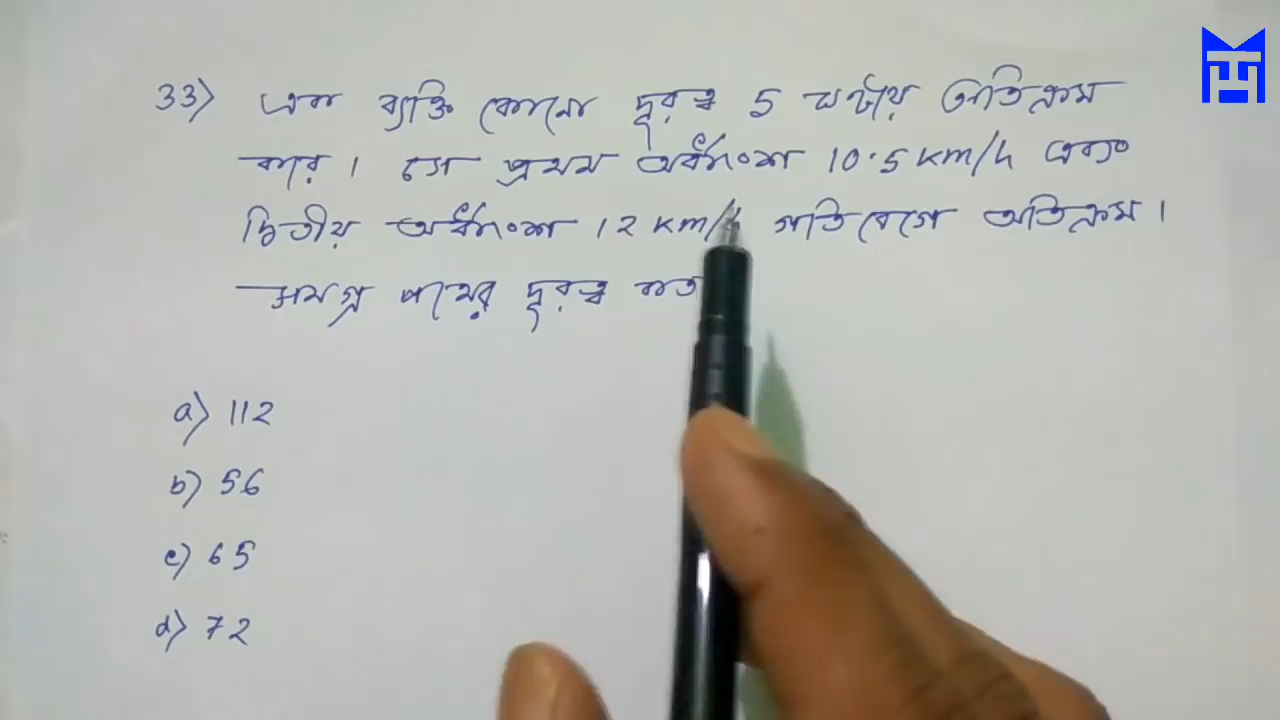 33) এক ব্যক্তি কোনো দূরত্ব 5 ঘন্টায় অতিক্রম
করে। সে প্রথম অর্ধাংশ 10.5 km/h এবং
দ্বিতীয় অর্ধাংশ 12 km/h গতিবেগে অতিক্রম।
সমগ্র পথের দূরত্ব কত
a) 112
b) 56
c) 65
d) 72